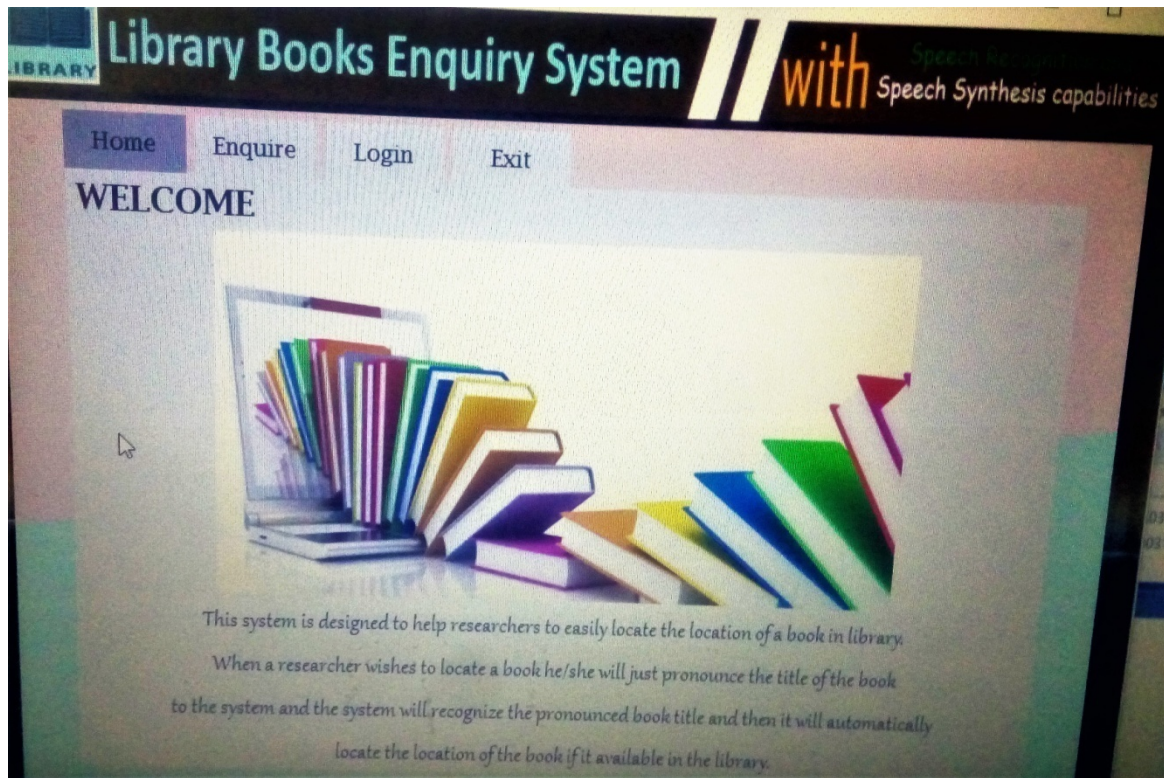 LIBRARY
Library Books Enquiry System
with
Speech
Speech Synthesis capabilities
Home Enquire Login Exit
WELCOME
This system is designed to help researchers to easily locate the location of a book in library.
When a researcher wishes to locate a book he/she will just pronounce the title of the book
to the system and the system will recognize the pronounced book title and then it will automatically
locate the location of the book if it available in the library.